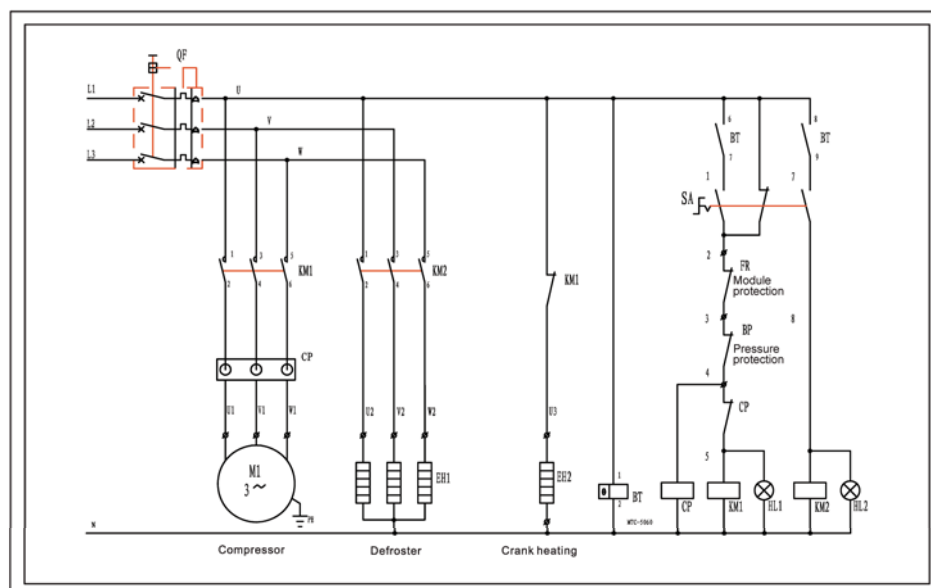 QF
L1
U
L2
V
L3
W
6
BT
7
8
BT
9
1
7
SA
1
3
5
KM1
2
4
6
1
3
5
KM2
2
4
6
KM1
2
FR
Module
protection
3
8
BP
Pressure
protection
4
CP
CP
U1
V1
W1
U2
V2
W2
U3
5
M1
3 ~
EH1
EH2
1
2
BT
CP
KM1
HL1
KM2
HL2
PE
N
WTC-5060
Compressor
Defroster
Crank heating